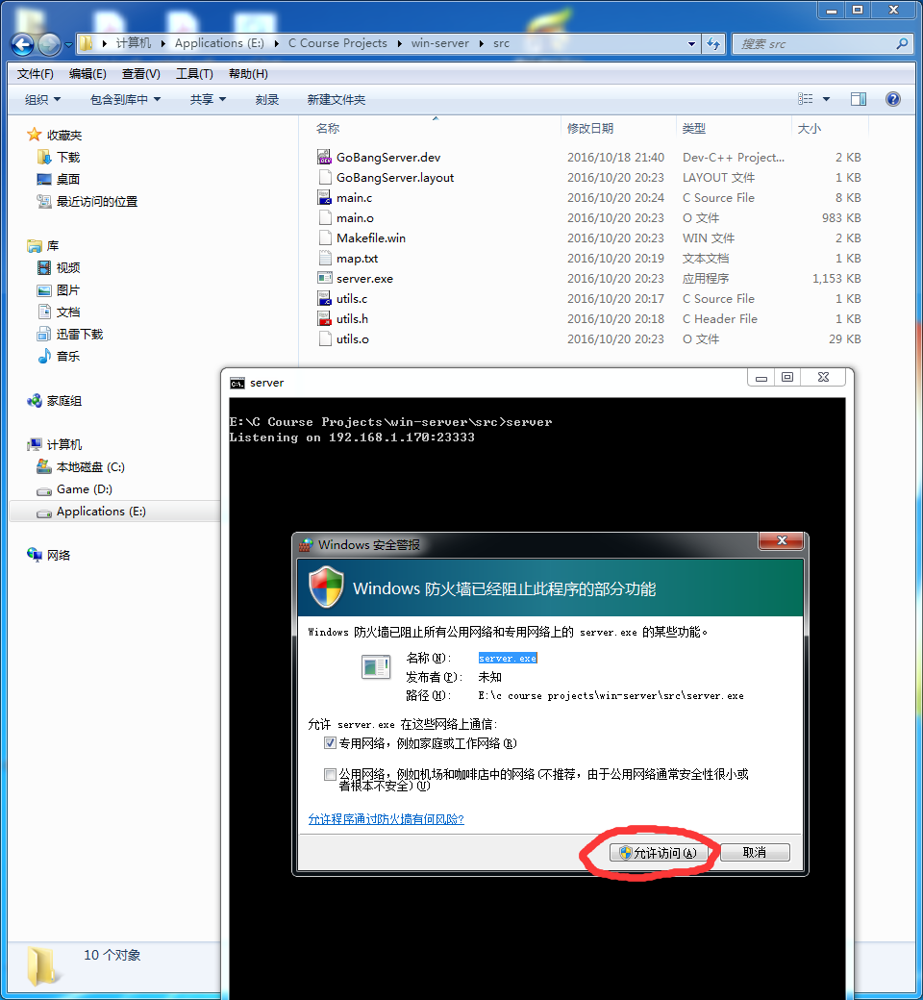 计算机 Applications (E:) C Course Projects win-server src
搜索 src
文件(F) 编辑(E) 查看(V) 工具(T) 帮助(H)
组织 包含到库中 共享 刻录 新建文件夹
名称 修改日期 类型 大小
收藏夹
下载
桌面
最近访问的位置
库
视频
图片
文档
迅雷下载
音乐
家庭组
计算机
本地磁盘 (C:)
Game (D:)
Applications (E:)
网络
GoBangServer.dev 2016/10/18 21:40 Dev-C++ Project... 2 KB
GoBangServer.layout 2016/10/20 20:23 LAYOUT 文件 1 KB
main.c 2016/10/20 20:24 C Source File 8 KB
main.o 2016/10/20 20:23 O 文件 983 KB
Makefile.win 2016/10/20 20:23 WIN 文件 2 KB
map.txt 2016/10/20 20:19 文本文档 1 KB
server.exe 2016/10/20 20:23 应用程序 1,153 KB
utils.c 2016/10/20 20:17 C Source File 1 KB
utils.h 2016/10/20 20:18 C Header File 1 KB
utils.o 2016/10/20 20:23 O 文件 29 KB
server
E:\C Course Projects\win-server\src>server
Listening on 192.168.1.170:23333
Windows 安全警报
Windows 防火墙已经阻止此程序的部分功能
Windows 防火墙已阻止所有公用网络和专用网络上的 server.exe 的某些功能。
名称(N): server.exe
发布者(P): 未知
路径(H): E:\c course projects\win-server\src\server.exe
允许 server.exe 在这些网络上通信:
专用网络，例如家庭或工作网络(R)
公用网络，例如机场和咖啡店中的网络(不推荐，由于公用网络通常安全性很小或
者根本不安全)(U)
允许程序通过防火墙有何风险?
允许访问(A) 取消
10 个对象